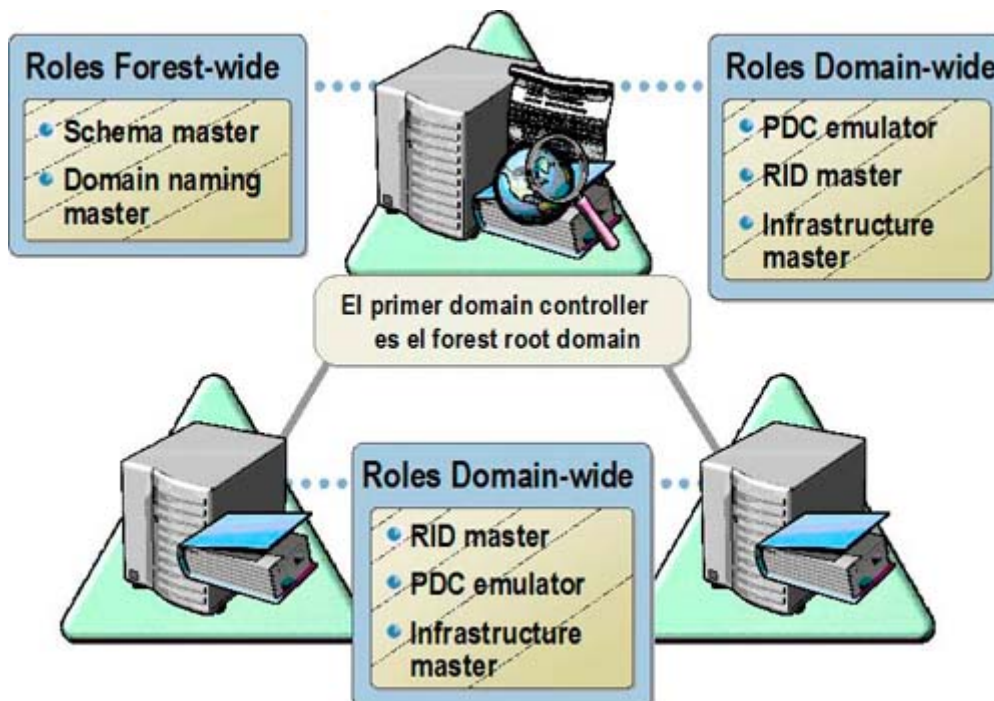 Roles Forest-wide
Schema master
Domain naming
master
Roles Domain-wide
PDC emulator
RID master
Infrastructure
master
El primer domain controller
es el forest root domain
Roles Domain-wide
RID master
PDC emulator
Infrastructure
master